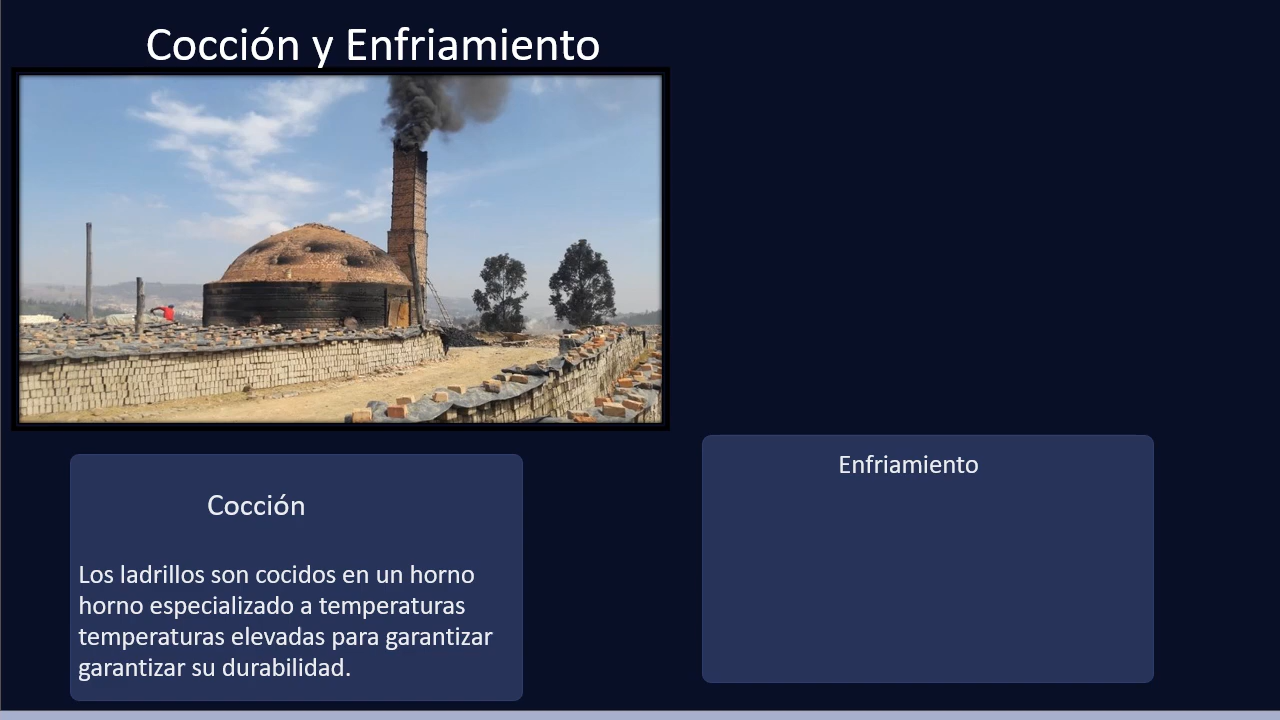 Cocción y Enfriamiento
Cocción
Los ladrillos son cocidos en un horno
horno especializado a temperaturas
temperaturas elevadas para garantizar
garantizar su durabilidad.
Enfriamiento